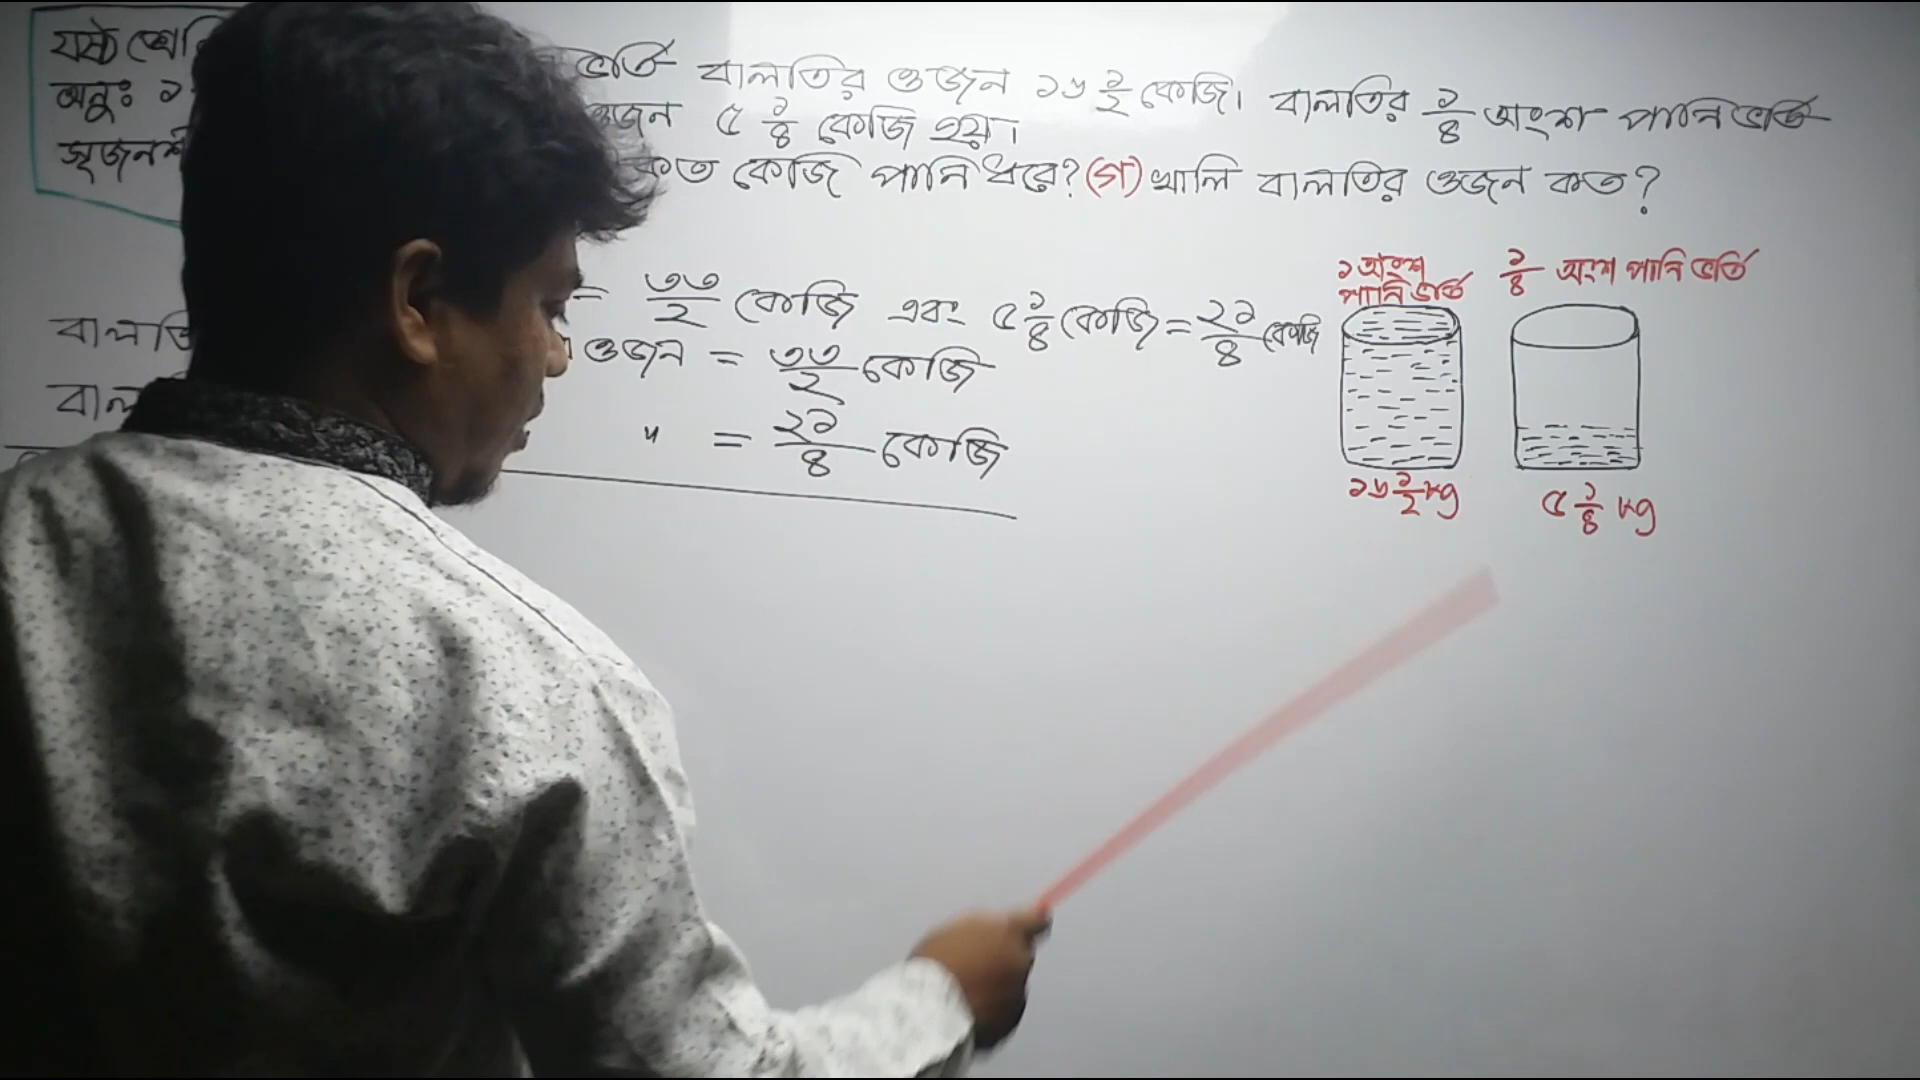 ষষ্ঠ
অনু: ১
ভর্তি বালতির ওজন ১৬ ১/২ কেজি। বালতির ১/৪ অংশ পানি ভর্তি
ওজন ৫ ১/৪ কেজি হয়।
কত কেজি পানি ধরে? (গ) খালি বালতির ওজন কত?
= ৩৩/২ কেজি এবং ৫ ১/৪ কেজি = ২১/৪ কেজি
ওজন = ৩৩/২ কেজি
" = ২১/৪ কেজি
১ অংশ
পানি ভর্তি
১৬ ১/২ kg
১/৪ অংশ পানি ভর্তি
৫ ১/৪ kg